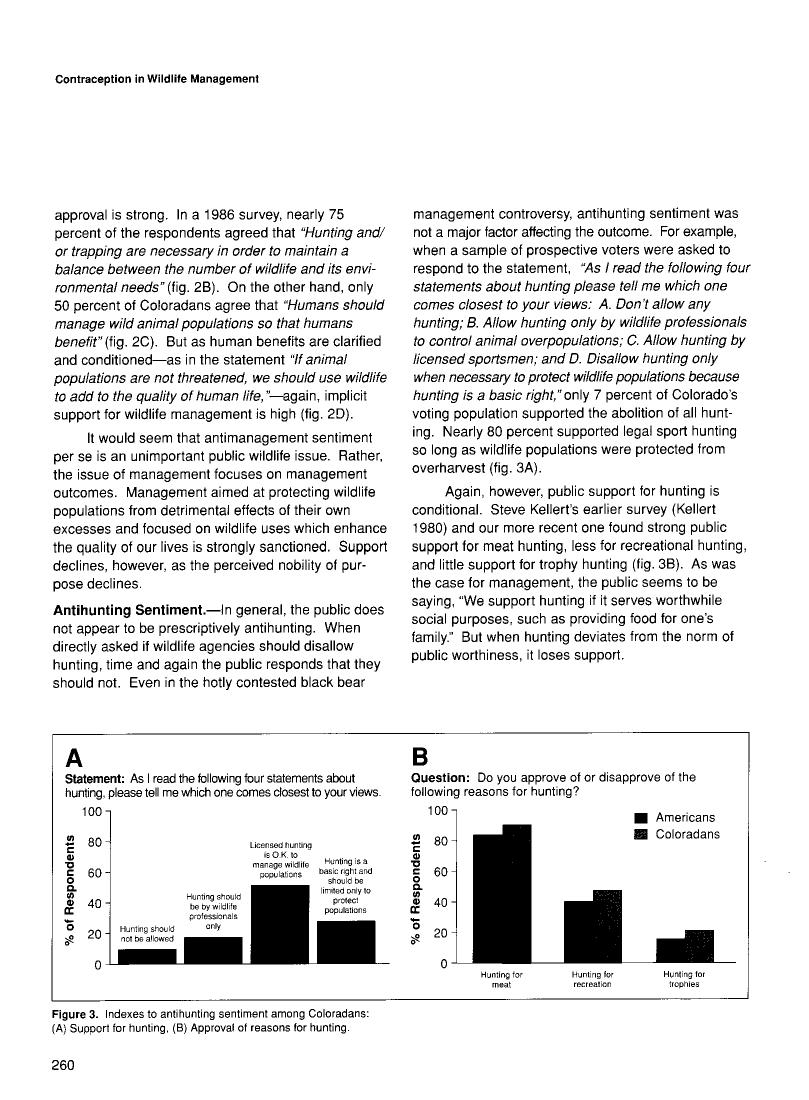 Contraception in Wildlife Management
approval is strong. In a 1986 survey, nearly 75
percent of the respondents agreed that "Hunting and/
or trapping are necessary in order to maintain a
balance between the number of wildlife and its envi-
ronmental needs" (fig. 2B). On the other hand, only
50 percent of Coloradans agree that "Humans should
manage wild animal populations so that humans
benefit" (fig. 2C). But as human benefits are clarified
and conditioned—as in the statement "If animal
populations are not threatened, we should use wildlife
to add to the quality of human life,"—again, implicit
support for wildlife management is high (fig. 2D).
It would seem that antimanagement sentiment
per se is an unimportant public wildlife issue. Rather,
the issue of management focuses on management
outcomes. Management aimed at protecting wildlife
populations from detrimental effects of their own
excesses and focused on wildlife uses which enhance
the quality of our lives is strongly sanctioned. Support
declines, however, as the perceived nobility of pur-
pose declines.
Antihunting Sentiment.—In general, the public does
not appear to be prescriptively antihunting. When
directly asked if wildlife agencies should disallow
hunting, time and again the public responds that they
should not. Even in the hotly contested black bear
management controversy, antihunting sentiment was
not a major factor affecting the outcome. For example,
when a sample of prospective voters were asked to
respond to the statement, "As I read the following four
statements about hunting please tell me which one
comes closest to your views: A. Don't allow any
hunting; B. Allow hunting only by wildlife professionals
to control animal overpopulations; C. Allow hunting by
licensed sportsmen; and D. Disallow hunting only
when necessary to protect wildlife populations because
hunting is a basic right," only 7 percent of Colorado's
voting population supported the abolition of all hunt-
ing. Nearly 80 percent supported legal sport hunting
so long as wildlife populations were protected from
overharvest (fig. 3A).
Again, however, public support for hunting is
conditional. Steve Kellert's earlier survey (Kellert
1980) and our more recent one found strong public
support for meat hunting, less for recreational hunting,
and little support for trophy hunting (fig. 3B). As was
the case for management, the public seems to be
saying, "We support hunting if it serves worthwhile
social purposes, such as providing food for one's
family." But when hunting deviates from the norm of
public worthiness, it loses support.
A
Statement: As I read the following four statements about
hunting, please tell me which one comes closest to your views.
% of Respondents
100
80
60
40
20
0
Hunting should
not be allowed
Hunting should
be by wildlife
professionals
only
Licensed hunting
is O.K. to
manage wildlife
populations
Hunting is a
basic right and
should be
limited only to
protect
populations
B
Question: Do you approve of or disapprove of the
following reasons for hunting?
% of Respondents
100
80
60
40
20
0
Americans
Coloradans
Hunting for
meat
Hunting for
recreation
Hunting for
trophies
Figure 3. Indexes to antihunting sentiment among Coloradans:
(A) Support for hunting, (B) Approval of reasons for hunting.
260